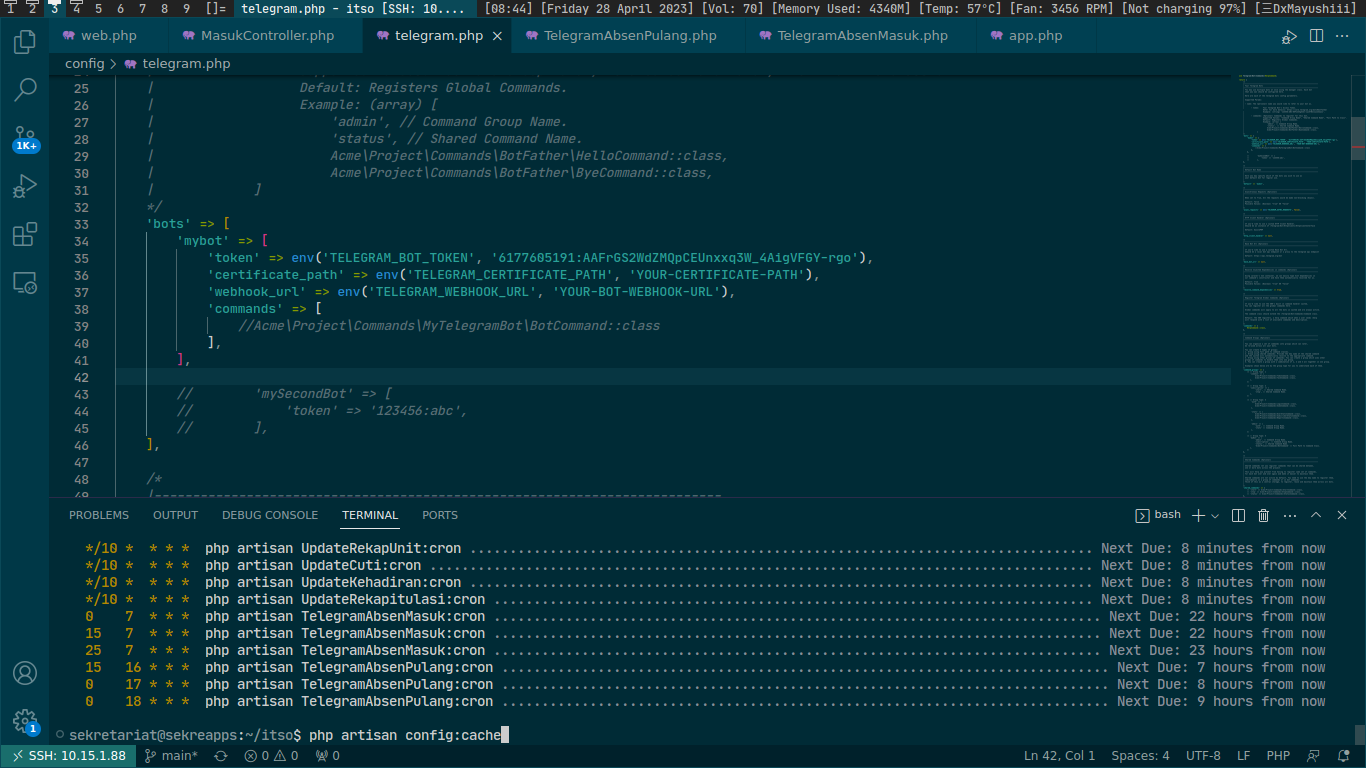 1 2 3 4 5 6 7 8 9 []= telegram.php - itso [SSH: 10.... [08:44] [Friday 28 April 2023] [Vol: 70] [Memory Used: 4340M] [Temp: 57°C] [Fan: 3456 RPM] [Not charging 97%] [三DxMayushiii]
web.php MasukController.php telegram.php TelegramAbsenPulang.php TelegramAbsenMasuk.php app.php
config > telegram.php
25 | Default: Registers Global Commands.
26 | Example: (array) [
27 | 'admin', // Command Group Name.
28 | 'status', // Shared Command Name.
29 | Acme\Project\Commands\BotFather\HelloCommand::class,
30 | Acme\Project\Commands\BotFather\ByeCommand::class,
31 | ]
32 */
33 'bots' => [
34 'mybot' => [
35 'token' => env('TELEGRAM_BOT_TOKEN', '6177605191:AAFrGS2WdZMQpCEUnxxq3W_4AigVFGY-rgo'),
36 'certificate_path' => env('TELEGRAM_CERTIFICATE_PATH', 'YOUR-CERTIFICATE-PATH'),
37 'webhook_url' => env('TELEGRAM_WEBHOOK_URL', 'YOUR-BOT-WEBHOOK-URL'),
38 'commands' => [
39 //Acme\Project\Commands\MyTelegramBot\BotCommand::class
40 ],
41 ],
42
43 // 'mySecondBot' => [
44 // 'token' => '123456:abc',
45 // ],
46 ],
47
48 /*
1K+
PROBLEMS OUTPUT DEBUG CONSOLE TERMINAL PORTS bash
*/10 * * * * php artisan UpdateRekapUnit:cron .............................................................................. Next Due: 8 minutes from now
*/10 * * * * php artisan UpdateCuti:cron ................................................................................... Next Due: 8 minutes from now
*/10 * * * * php artisan UpdateKehadiran:cron .............................................................................. Next Due: 8 minutes from now
*/10 * * * * php artisan UpdateRekapitulasi:cron ........................................................................... Next Due: 8 minutes from now
0 7 * * * php artisan TelegramAbsenMasuk:cron ............................................................................ Next Due: 22 hours from now
15 7 * * * php artisan TelegramAbsenMasuk:cron ............................................................................ Next Due: 22 hours from now
25 7 * * * php artisan TelegramAbsenMasuk:cron ............................................................................ Next Due: 23 hours from now
15 16 * * * php artisan TelegramAbsenPulang:cron ............................................................................ Next Due: 7 hours from now
0 17 * * * php artisan TelegramAbsenPulang:cron ............................................................................ Next Due: 8 hours from now
0 18 * * * php artisan TelegramAbsenPulang:cron ............................................................................ Next Due: 9 hours from now
sekretariat@sekreapps:~/itso$ php artisan config:cache
1
SSH: 10.15.1.88 main* 0 0 0 Ln 42, Col 1 Spaces: 4 UTF-8 LF PHP